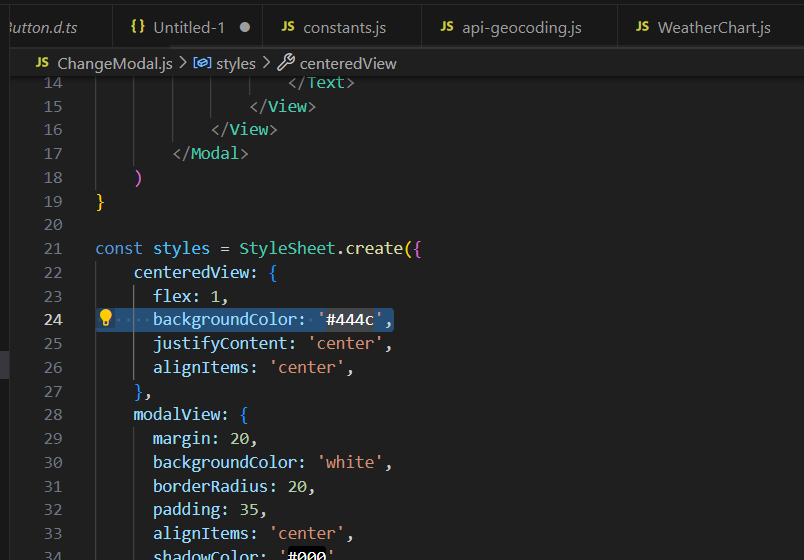 Button.d.ts
{} Untitled-1 ●
JS constants.js
JS api-geocoding.js
JS WeatherChart.js
JS ChangeModal.js > styles > centeredView
14 </Text>
15 </View>
16 </View>
17 </Modal>
18 )
19 }
20
21 const styles = StyleSheet.create({
22 centeredView: {
23 flex: 1,
24 backgroundColor: '#444c',
25 justifyContent: 'center',
26 alignItems: 'center',
27 },
28 modalView: {
29 margin: 20,
30 backgroundColor: 'white',
31 borderRadius: 20,
32 padding: 35,
33 alignItems: 'center',
34 shadowColor: '#000'